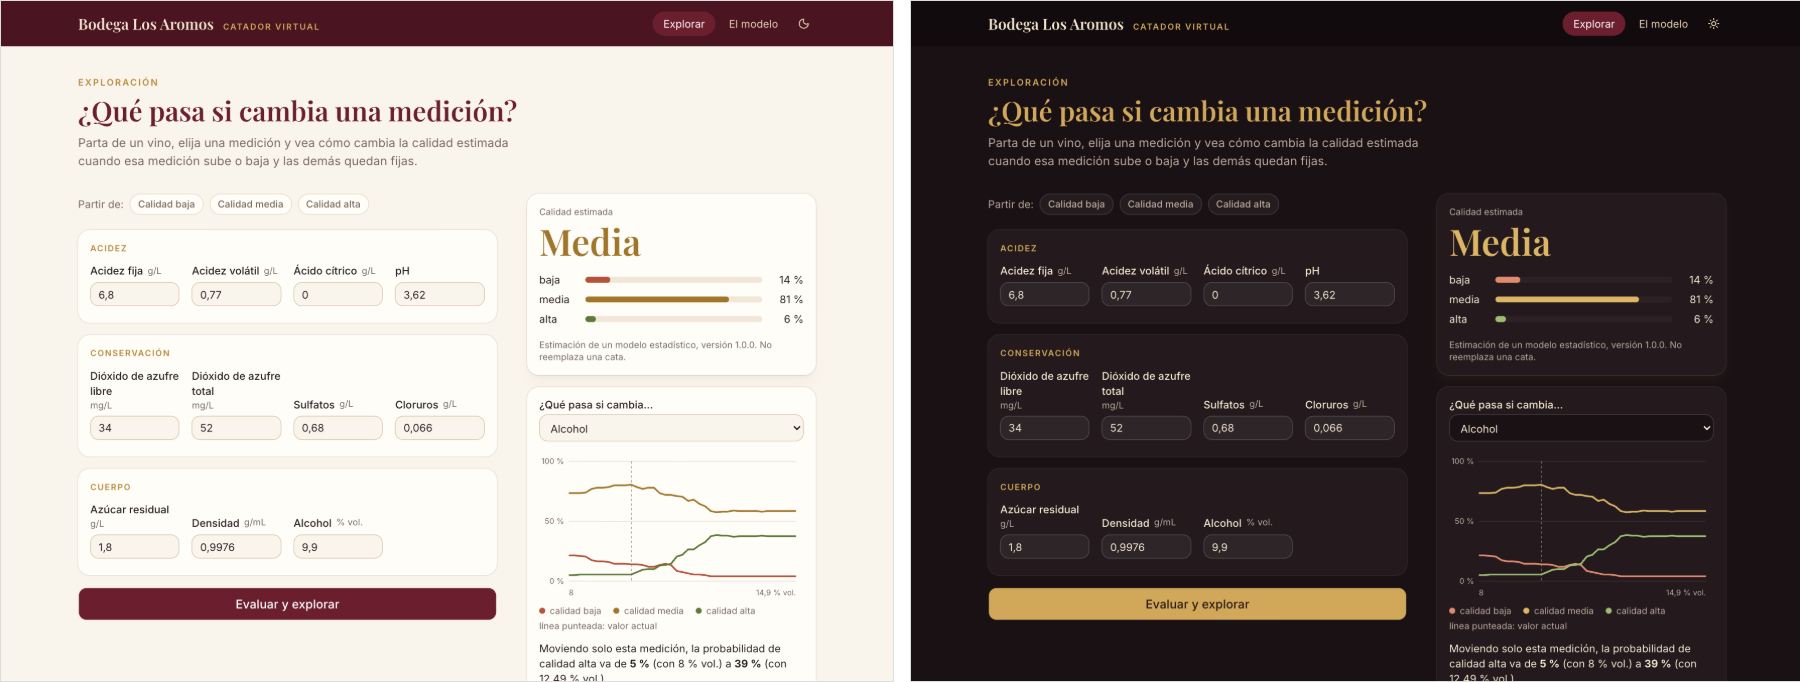 Bodega Los Aromos CATADOR VIRTUAL Explorar El modelo
EXPLORACIÓN
¿Qué pasa si cambia una medición?
Parta de un vino, elija una medición y vea cómo cambia la calidad estimada
cuando esa medición sube o baja y las demás quedan fijas.
Partir de: Calidad baja Calidad media Calidad alta
ACIDEZ
Acidez fija g/L Acidez volátil g/L Ácido cítrico g/L pH
6,8 0,77 0 3,62
CONSERVACIÓN
Dióxido de azufre libre mg/L Dióxido de azufre total mg/L Sulfatos g/L Cloruros g/L
34 52 0,68 0,066
CUERPO
Azúcar residual g/L Densidad g/mL Alcohol % vol.
1,8 0,9976 9,9
Evaluar y explorar
Calidad estimada
Media
baja 14 %
media 81 %
alta 6 %
Estimación de un modelo estadístico, versión 1.0.0. No
reemplaza una cata.
¿Qué pasa si cambia...
Alcohol
100 %
50 %
0 %
8 14,9 % vol.
calidad baja calidad media calidad alta
línea punteada: valor actual
Moviendo solo esta medición, la probabilidad de
calidad alta va de 5 % (con 8 % vol.) a 39 % (con
12,49 % vol.)
Bodega Los Aromos CATADOR VIRTUAL Explorar El modelo
EXPLORACIÓN
¿Qué pasa si cambia una medición?
Parta de un vino, elija una medición y vea cómo cambia la calidad estimada
cuando esa medición sube o baja y las demás quedan fijas.
Partir de: Calidad baja Calidad media Calidad alta
ACIDEZ
Acidez fija g/L Acidez volátil g/L Ácido cítrico g/L pH
6,8 0,77 0 3,62
CONSERVACIÓN
Dióxido de azufre libre mg/L Dióxido de azufre total mg/L Sulfatos g/L Cloruros g/L
34 52 0,68 0,066
CUERPO
Azúcar residual g/L Densidad g/mL Alcohol % vol.
1,8 0,9976 9,9
Evaluar y explorar
Calidad estimada
Media
baja 14 %
media 81 %
alta 6 %
Estimación de un modelo estadístico, versión 1.0.0. No
reemplaza una cata.
¿Qué pasa si cambia...
Alcohol
100 %
50 %
0 %
8 14,9 % vol.
calidad baja calidad media calidad alta
línea punteada: valor actual
Moviendo solo esta medición, la probabilidad de
calidad alta va de 5 % (con 8 % vol.) a 39 % (con
12,49 % vol.)